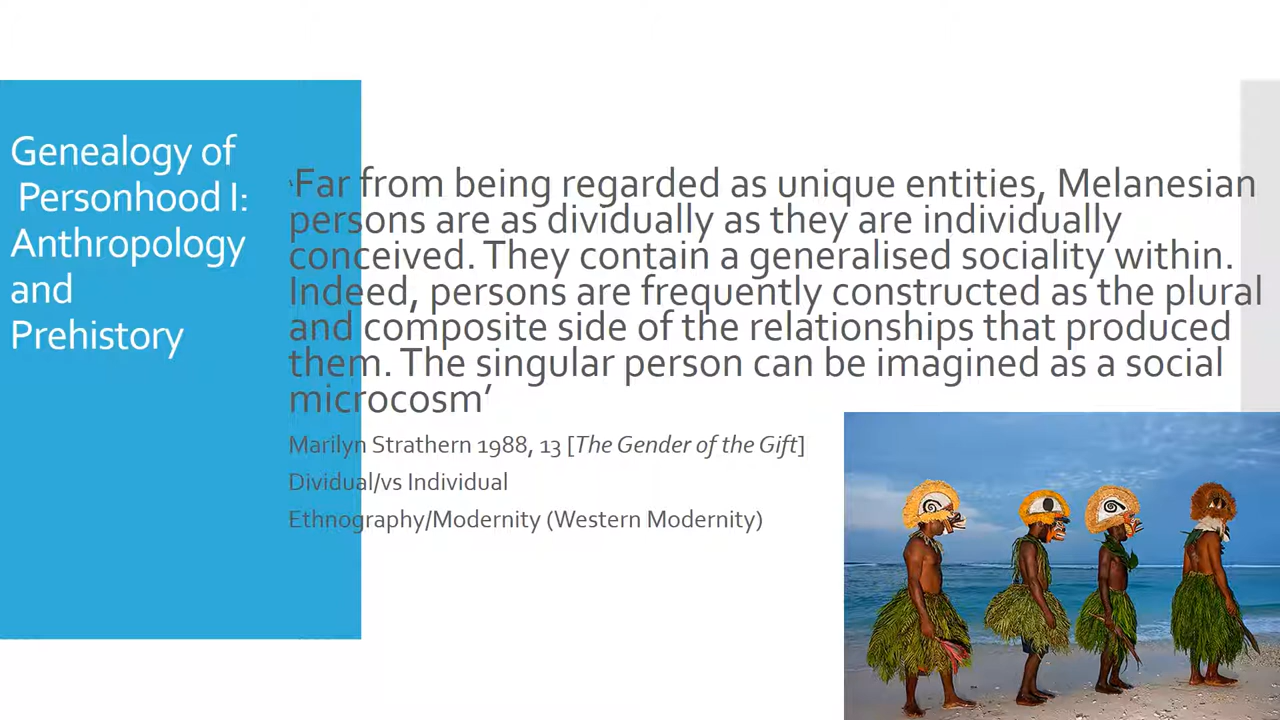 Genealogy of
Personhood I:
Anthropology
and
Prehistory
‘Far from being regarded as unique entities, Melanesian
persons are as dividually as they are individually
conceived. They contain a generalised sociality within.
Indeed, persons are frequently constructed as the plural
and composite side of the relationships that produced
them. The singular person can be imagined as a social
microcosm’
Marilyn Strathern 1988, 13 [The Gender of the Gift]
Dividual/vs Individual
Ethnography/Modernity (Western Modernity)